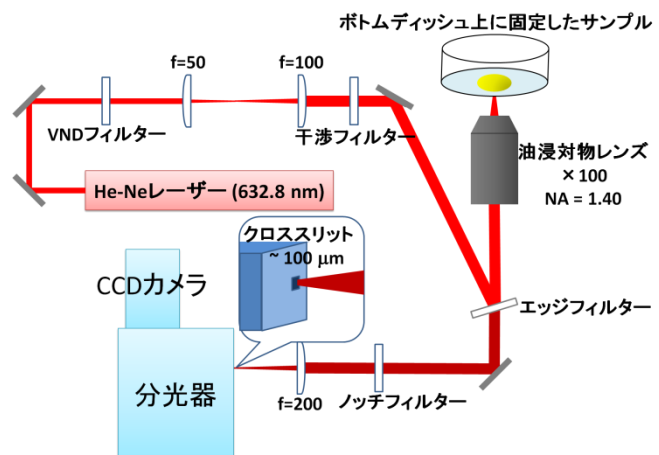 ボトムディッシュ上に固定したサンプル
f=50
f=100
VNDフィルター
干渉フィルター
油浸対物レンズ
×100
NA = 1.40
He-Neレーザー (632.8 nm)
クロススリット
~ 100 μm
CCDカメラ
エッジフィルター
分光器
f=200
ノッチフィルター